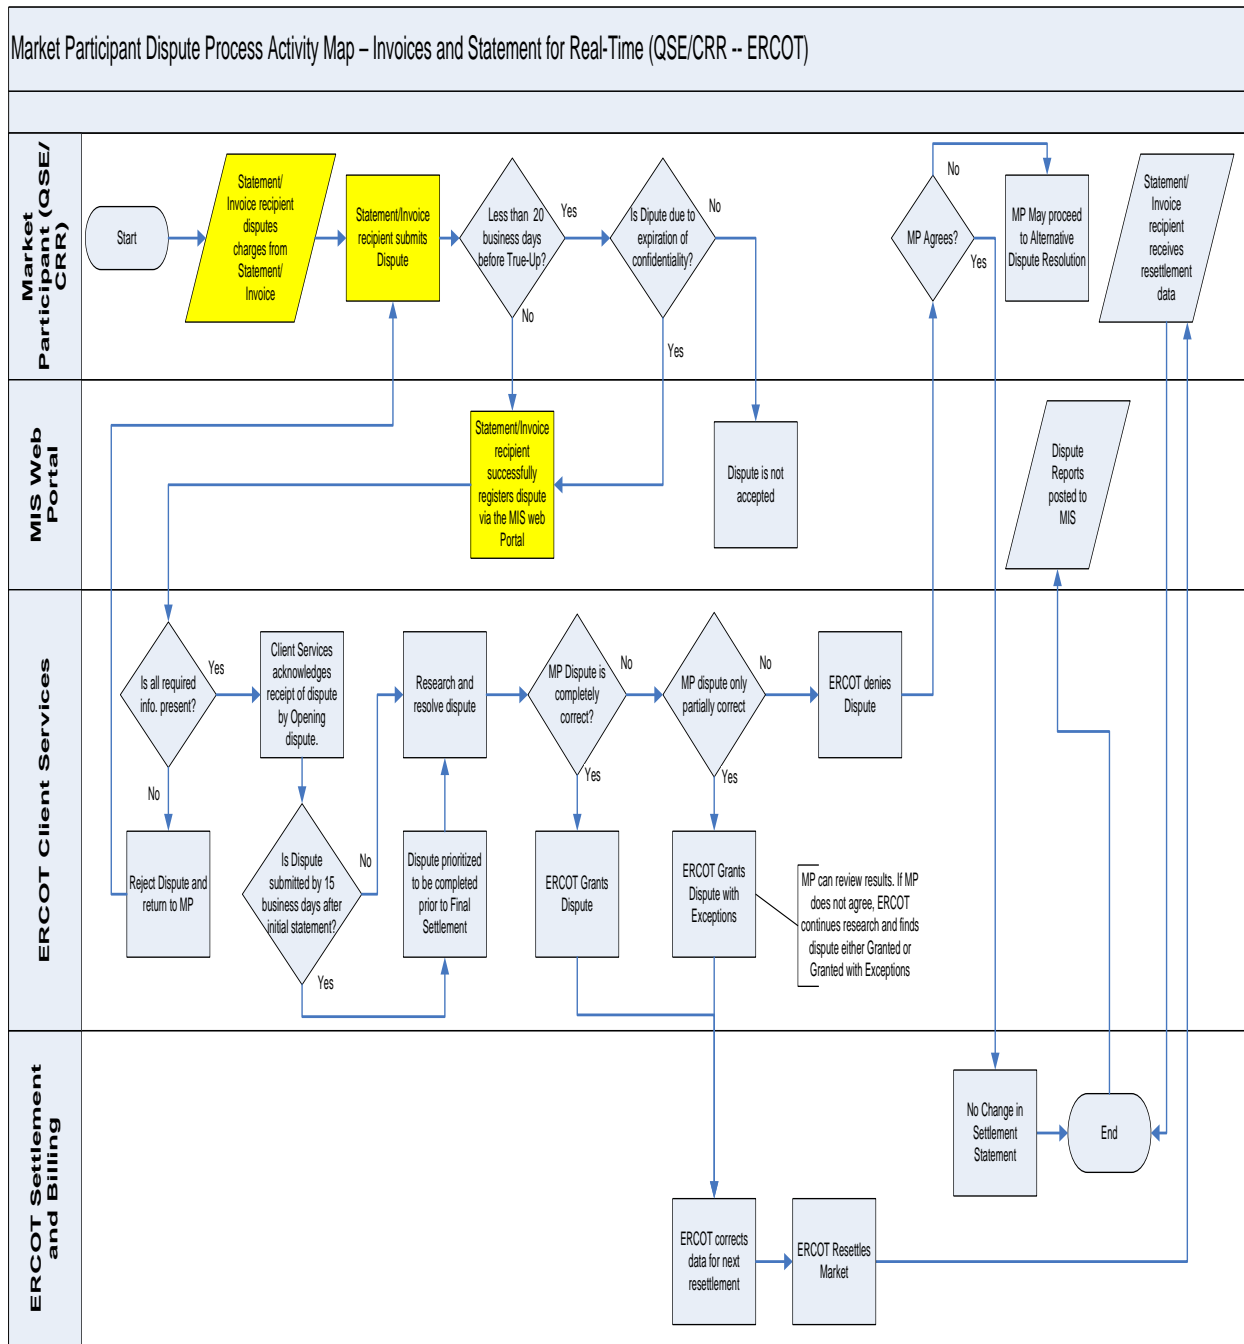 Market Participant Dispute Process Activity Map – Invoices and Statement for Real-Time (QSE/CRR -- ERCOT)
Market
Participant (QSE/
CRR)
Start
Statement/
Invoice recipient
disputes
charges from
Statement/
Invoice
Statement/Invoice
recipient submits
Dispute
Less than 20
business days
before True-Up?
Yes
No
Is Dipute due to
expiration of
confidentiality?
No
Yes
MP Agrees?
No
Yes
MP May proceed
to Alternative
Dispute Resolution
Statement/
Invoice
recipient
receives
resettlement
data
MIS Web
Portal
Statement/Invoice
recipient
successfully
registers dispute
via the MIS web
Portal
Dispute is not
accepted
Dispute
Reports
posted to
MIS
ERCOT Client Services
Is all required
info. present?
Yes
No
Client Services
acknowledges
receipt of dispute
by Opening
dispute.
Research and
resolve dispute
MP Dispute is
completely
correct?
No
Yes
MP dispute only
partially correct
No
Yes
ERCOT denies
Dispute
Reject Dispute and
return to MP
Is Dispute
submitted by 15
business days after
initial statement?
No
Yes
Dispute prioritized
to be completed
prior to Final
Settlement
ERCOT Grants
Dispute
ERCOT Grants
Dispute with
Exceptions
MP can review results. If MP
does not agree, ERCOT
continues research and finds
dispute either Granted or
Granted with Exceptions
ERCOT Settlement
and Billing
No Change in
Settlement
Statement
End
ERCOT corrects
data for next
resettlement
ERCOT Resettles
Market